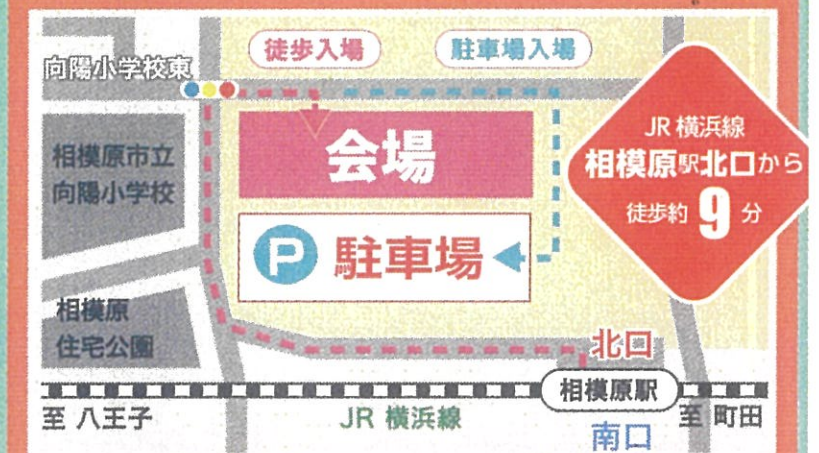 徒歩入場
駐車場入場
向陽小学校東
相模原市立
向陽小学校
会場
P 駐車場
JR 横浜線
相模原駅北口から
徒歩約 9 分
相模原
住宅公園
北口
相模原駅
至 八王子
JR 横浜線
至 町田
南口